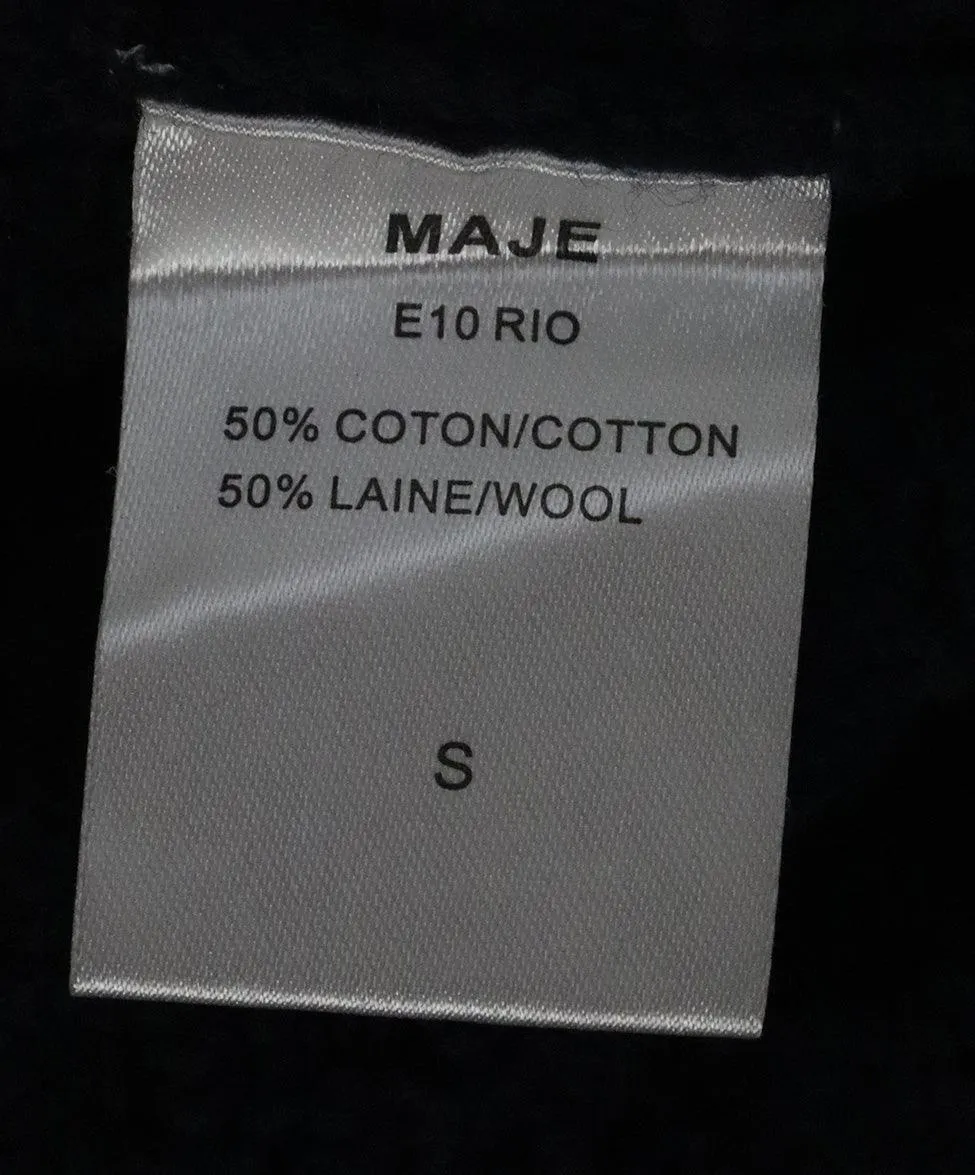 MAJE
E10 RIO
50% COTON/COTTON
50% LAINE/WOOL
S